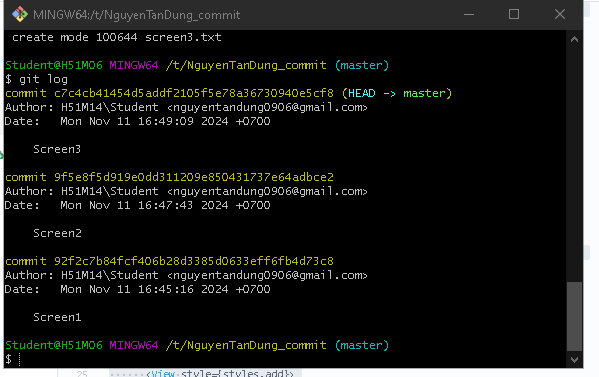 MINGW64:/t/NguyenTanDung_commit
create mode 100644 screen3.txt
Student@H51M06 MINGW64 /t/NguyenTanDung_commit (master)
$ git log
commit c7c4cb41454d5addf2105f5e78a36730940e5cf8 (HEAD -> master)
Author: H51M14\Student <nguyentandung0906@gmail.com>
Date:   Mon Nov 11 16:49:09 2024 +0700
Screen3
commit 9f5e8f5d919e0dd311209e850431737e64adbce2
Author: H51M14\Student <nguyentandung0906@gmail.com>
Date:   Mon Nov 11 16:47:43 2024 +0700
Screen2
commit 92f2c7b84fcf406b28d3385d0633eff6fb4d73c8
Author: H51M14\Student <nguyentandung0906@gmail.com>
Date:   Mon Nov 11 16:45:16 2024 +0700
Screen1
Student@H51M06 MINGW64 /t/NguyenTanDung_commit (master)
$
25 <View style={styles.add}>